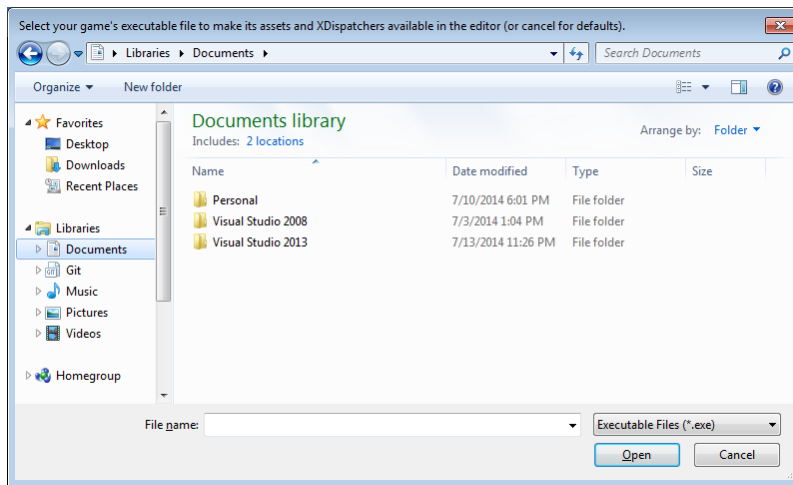 Select your game's executable file to make its assets and XDispatchers available in the editor (or cancel for defaults).
Libraries Documents Search Documents
Organize New folder
Favorites
Desktop
Downloads
Recent Places
Libraries
Documents
Git
Music
Pictures
Videos
Homegroup
Documents library
Includes: 2 locations
Arrange by: Folder
Name Date modified Type Size
Personal 7/10/2014 6:01 PM File folder
Visual Studio 2008 7/3/2014 1:04 PM File folder
Visual Studio 2013 7/13/2014 11:26 PM File folder
File name: Executable Files (*.exe)
Open Cancel